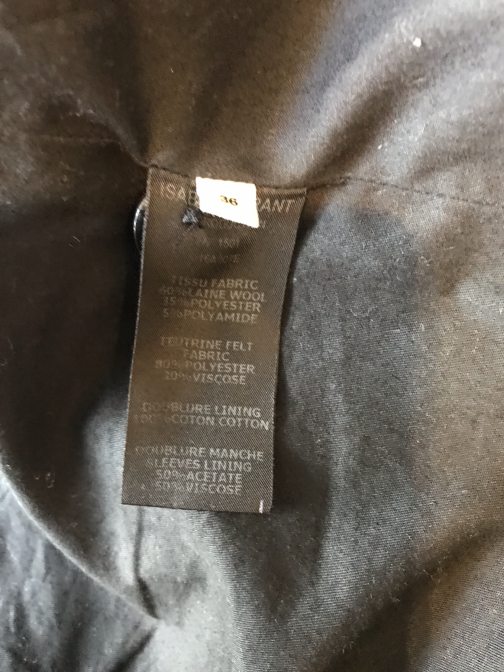 36
TISSU FABRIC
60%LAINE WOOL
35%POLYESTER
5%POLYAMIDE
FEUTRINE FELT
FABRIC
80%POLYESTER
20%VISCOSE
DOUBLURE LINING
100%COTON COTTON
DOUBLURE MANCHE
SLEEVES LINING
50%ACETATE
50%VISCOSE